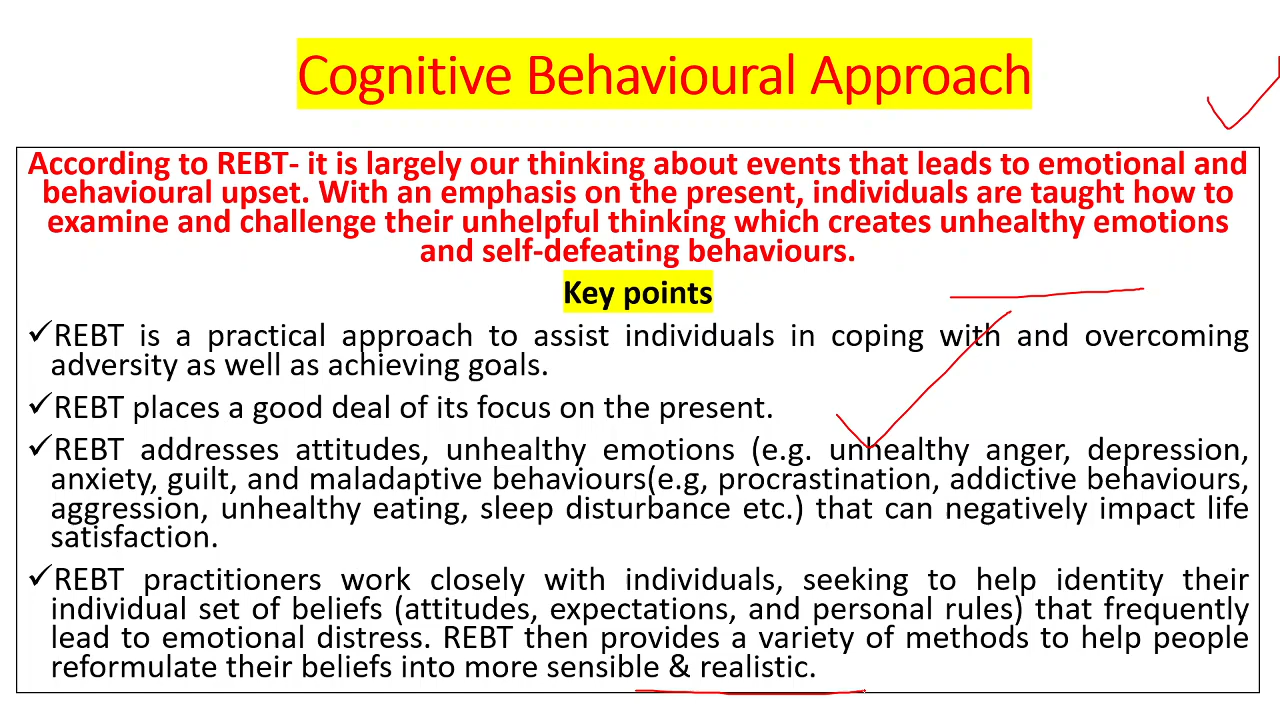 Cognitive Behavioural Approach
According to REBT- it is largely our thinking about events that leads to emotional and
behavioural upset. With an emphasis on the present, individuals are taught how to
examine and challenge their unhelpful thinking which creates unhealthy emotions
and self-defeating behaviours.
Key points
✓REBT is a practical approach to assist individuals in coping with and overcoming
adversity as well as achieving goals.
✓REBT places a good deal of its focus on the present.
✓REBT addresses attitudes, unhealthy emotions (e.g. unhealthy anger, depression,
anxiety, guilt, and maladaptive behaviours(e.g, procrastination, addictive behaviours,
aggression, unhealthy eating, sleep disturbance etc.) that can negatively impact life
satisfaction.
✓REBT practitioners work closely with individuals, seeking to help identity their
individual set of beliefs (attitudes, expectations, and personal rules) that frequently
lead to emotional distress. REBT then provides a variety of methods to help people
reformulate their beliefs into more sensible & realistic.